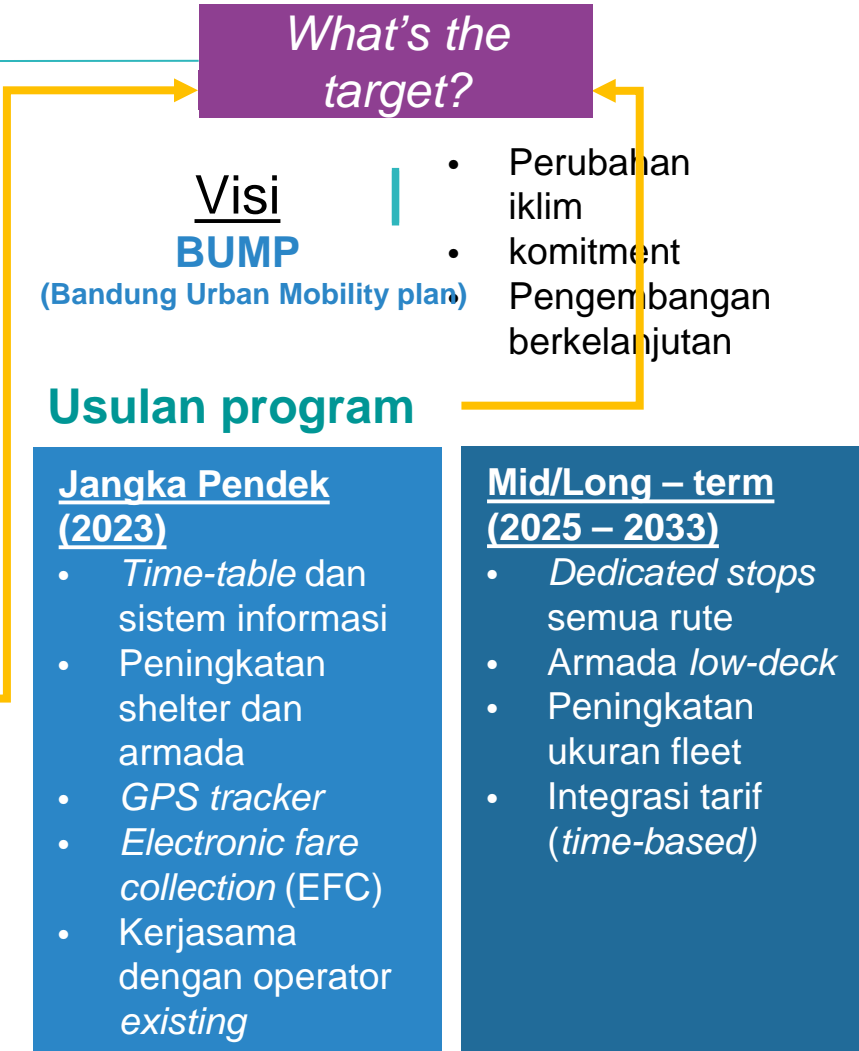 What's the
target?
Visi
BUMP
(Bandung Urban Mobility plan)
• Perubahan
iklim
• komitment
• Pengembangan
berkelanjutan
Usulan program
Jangka Pendek
(2023)
• Time-table dan
sistem informasi
• Peningkatan
shelter dan
armada
• GPS tracker
• Electronic fare
collection (EFC)
• Kerjasama
dengan operator
existing
Mid/Long – term
(2025 – 2033)
• Dedicated stops
semua rute
• Armada low-deck
• Peningkatan
ukuran fleet
• Integrasi tarif
(time-based)